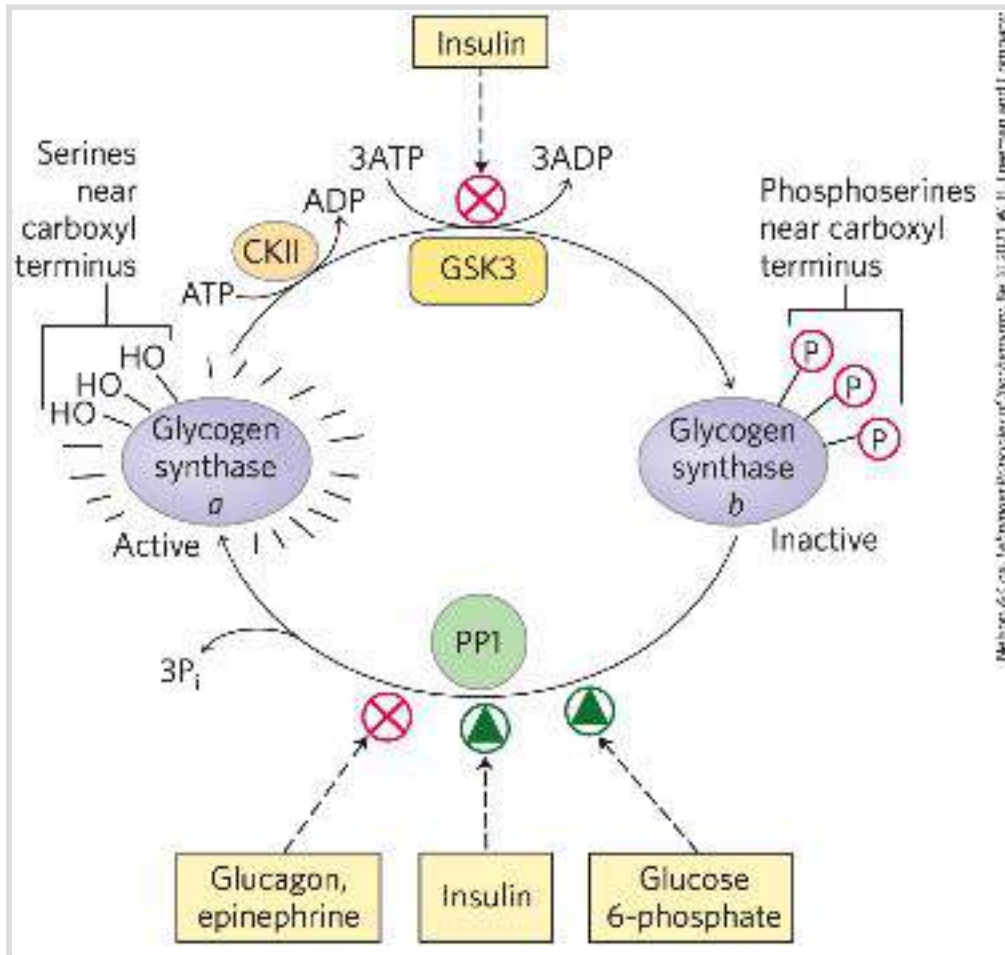 Insulin
Serines
near
carboxyl
terminus
3ATP
3ADP
ADP
CKII
ATP
GSK3
Phosphoserines
near carboxyl
terminus
HO
HO
HO
P
P
P
Glycogen
synthase
a
Active
Glycogen
synthase
b
Inactive
PP1
3Pi
Glucagon,
epinephrine
Insulin
Glucose
6-phosphate